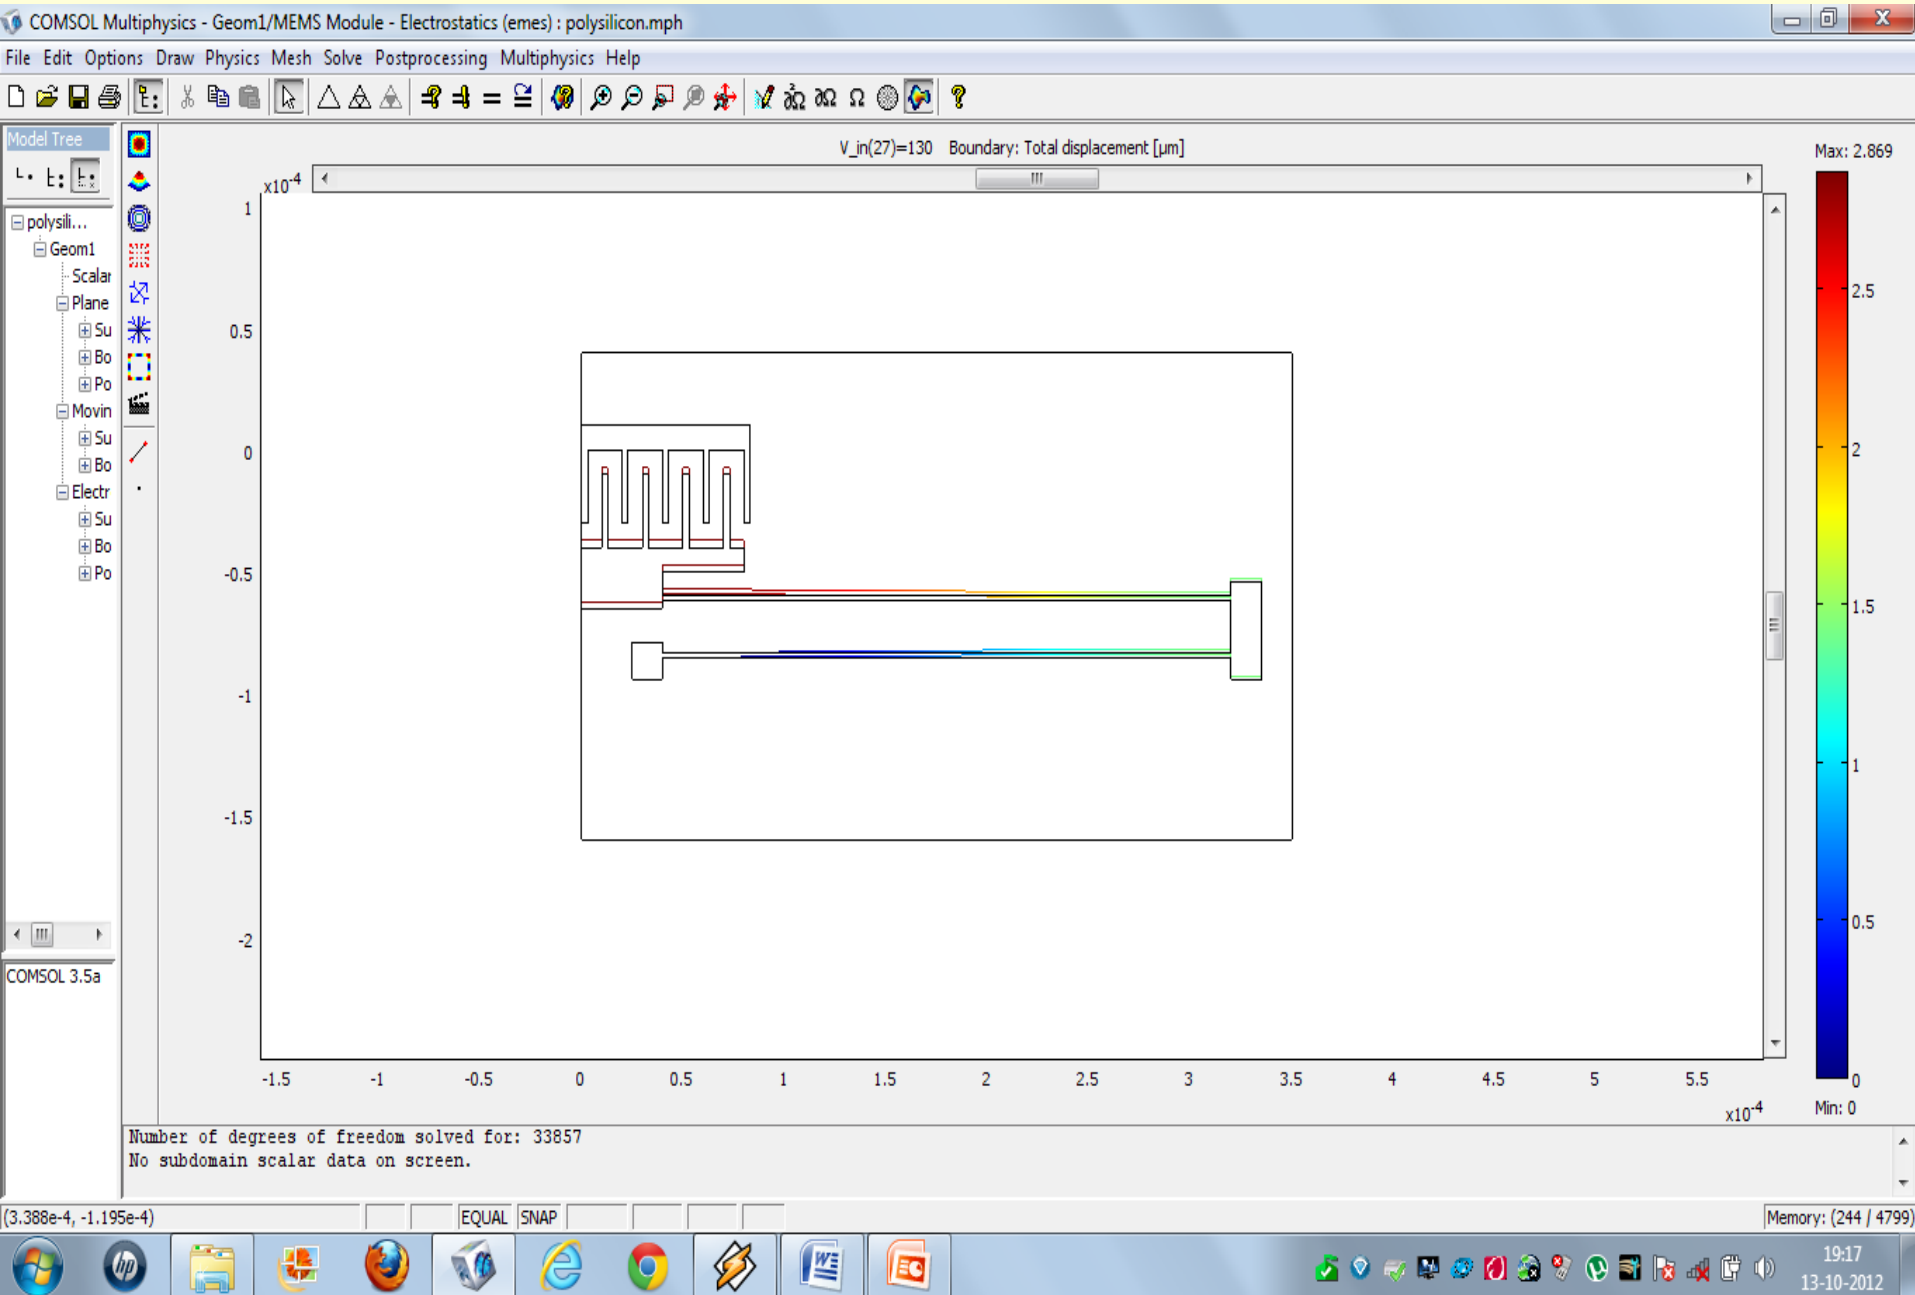 COMSOL Multiphysics - Geom1/MEMS Module - Electrostatics (emes) : polysilicon.mph
File Edit Options Draw Physics Mesh Solve Postprocessing Multiphysics Help
Model Tree
polysili...
Geom1
Scalar
Plane
Su
Bo
Po
Movin
Su
Bo
Electr
Su
Bo
Po
COMSOL 3.5a
V_in(27)=130 Boundary: Total displacement [µm]
Max: 2.869
x10-4
1
0.5
0
-0.5
-1
-1.5
-2
-1.5 -1 -0.5 0 0.5 1 1.5 2 2.5 3 3.5 4 4.5 5 5.5
x10-4
2.5
2
1.5
1
0.5
0
Min: 0
Number of degrees of freedom solved for: 33857
No subdomain scalar data on screen.
(3.388e-4, -1.195e-4) EQUAL SNAP Memory: (244 / 4799)
hp
19:17
13-10-2012